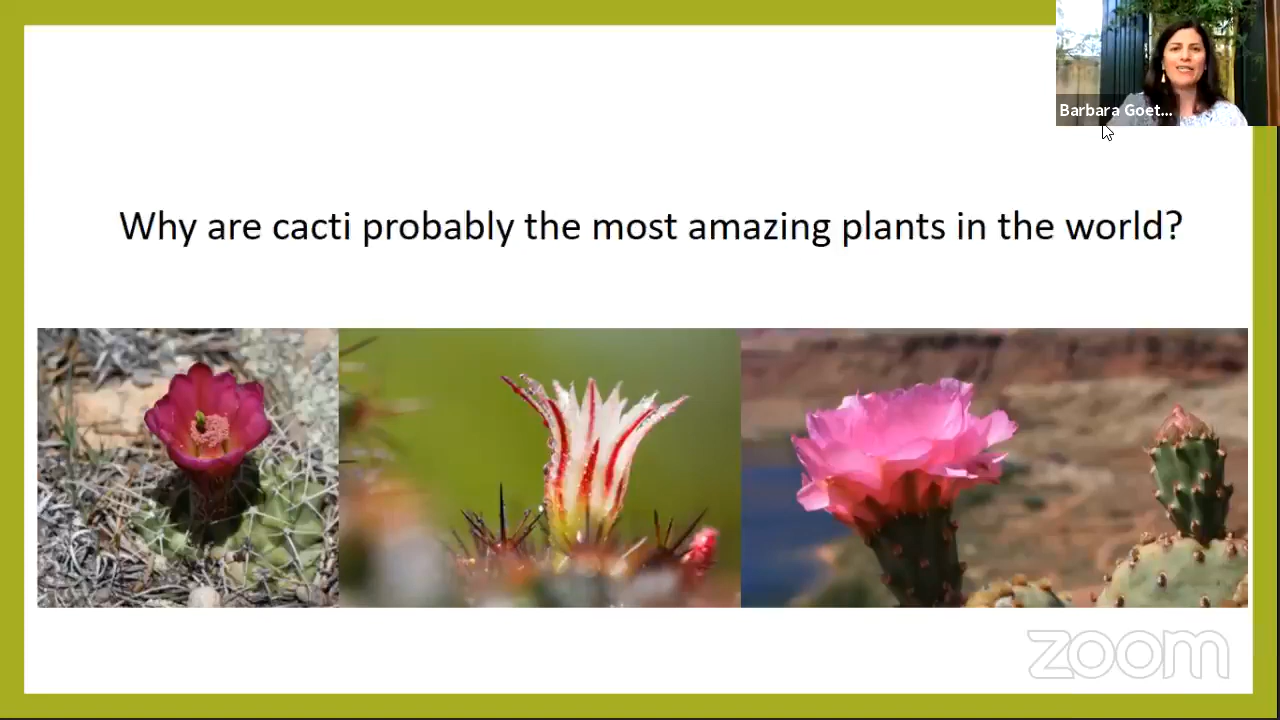 Barbara Goet...
Why are cacti probably the most amazing plants in the world?
zoom